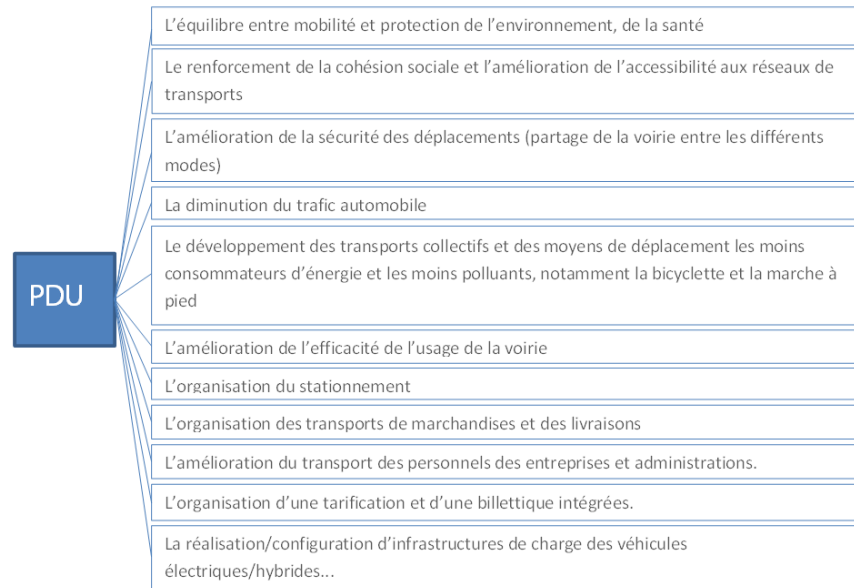 L’équilibre entre mobilité et protection de l’environnement, de la santé
Le renforcement de la cohésion sociale et l’amélioration de l’accessibilité aux réseaux de
transports
L’amélioration de la sécurité des déplacements (partage de la voirie entre les différents
modes)
La diminution du trafic automobile
PDU
Le développement des transports collectifs et des moyens de déplacement les moins
consommateurs d’énergie et les moins polluants, notamment la bicyclette et la marche à
pied
L’amélioration de l’efficacité de l’usage de la voirie
L’organisation du stationnement
L’organisation des transports de marchandises et des livraisons
L’amélioration du transport des personnels des entreprises et administrations.
L’organisation d’une tarification et d’une billettique intégrées.
La réalisation/configuration d’infrastructures de charge des véhicules
électriques/hybrides...